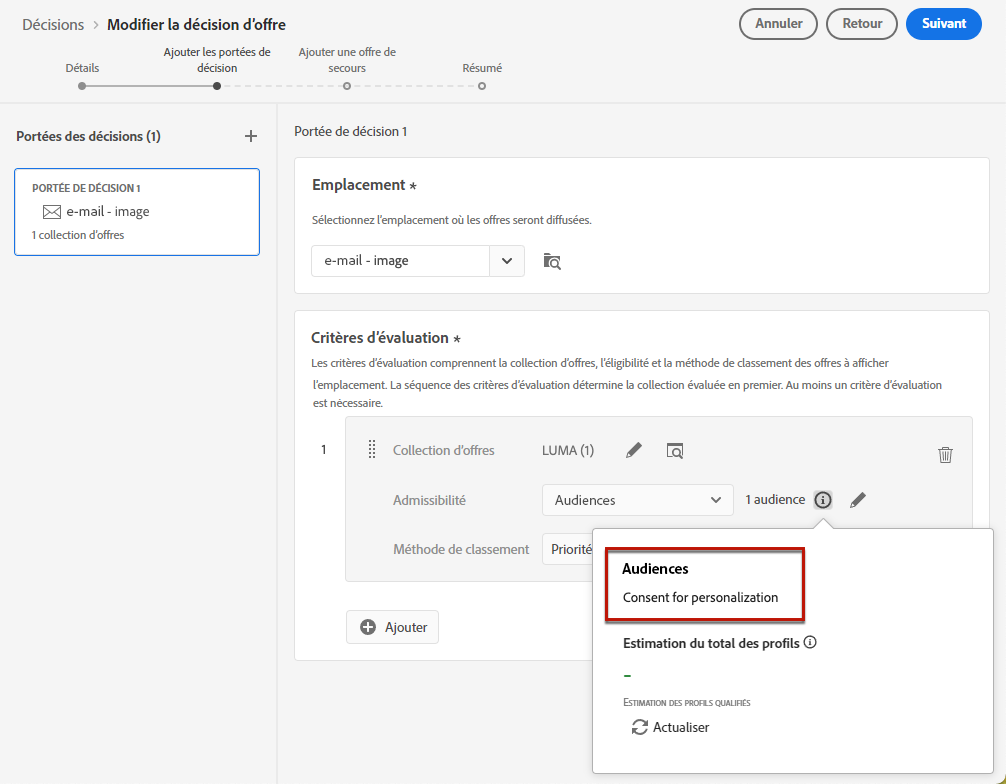 Décisions > Modifier la décision d'offre
Annuler
Retour
Suivant
Détails
Ajouter les portées de
décision
Ajouter une offre de
secours
Résumé
Portées des décisions (1)
PORTÉE DE DÉCISION 1
e-mail - image
1 collection d'offres
Portée de décision 1
Emplacement *
Sélectionnez l'emplacement où les offres seront diffusées.
e-mail - image
Critères d'évaluation *
Les critères d'évaluation comprennent la collection d'offres, l'éligibilité et la méthode de classement des offres à afficher
l'emplacement. La séquence des critères d'évaluation détermine la collection évaluée en premier. Au moins un critère d'évaluation
est nécessaire.
1
Collection d'offres
LUMA (1)
Admissibilité
Audiences
1 audience
Méthode de classement
Priorité
Ajouter
Audiences
Consent for personalization
Estimation du total des profils
–
ESTIMATION DES PROFILS QUALIFIÉS
Actualiser